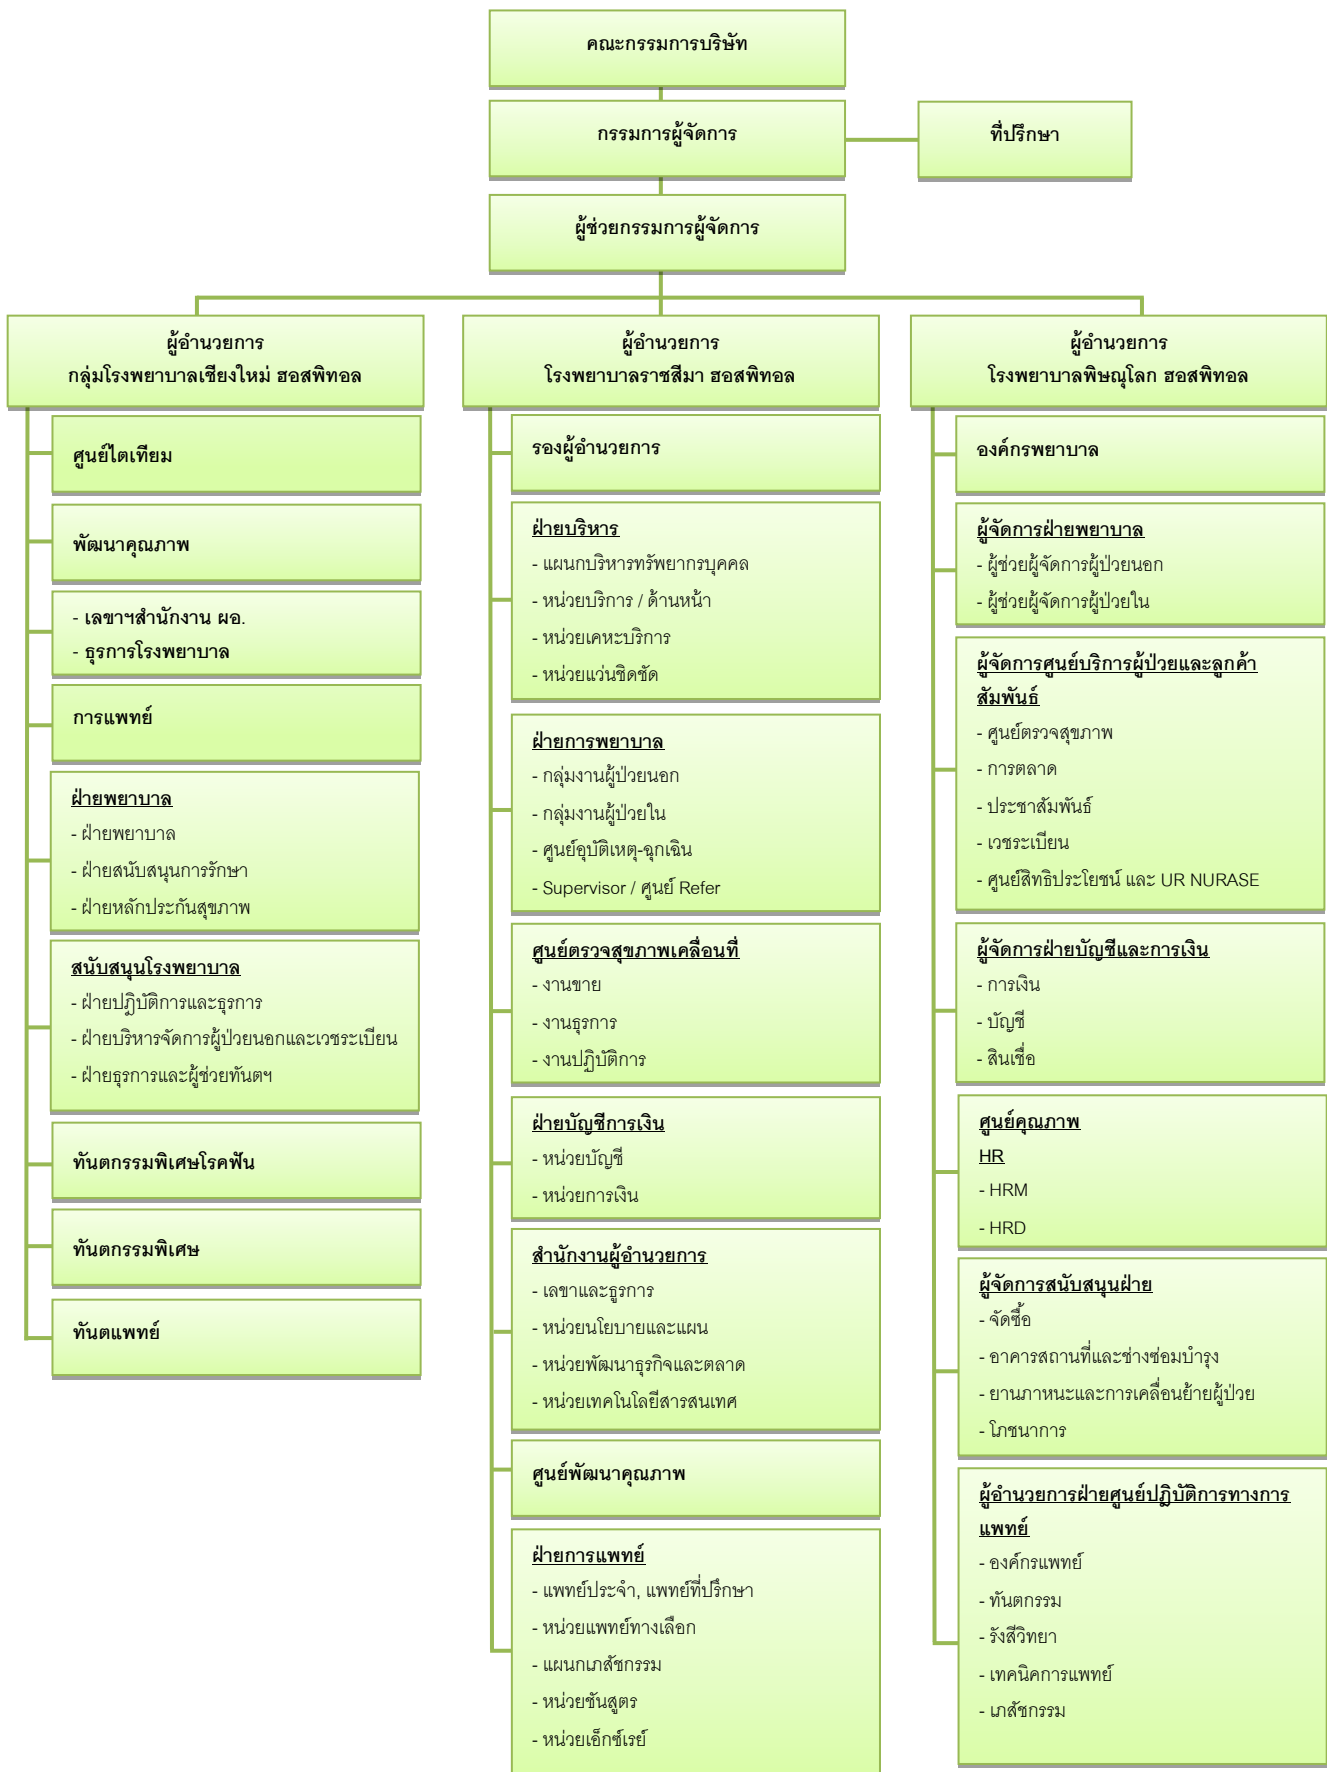 คณะกรรมการบริษัท
กรรมการผู้จัดการ
ที่ปรึกษา
ผู้ช่วยกรรมการผู้จัดการ
ผู้อำนวยการ
กลุ่มโรงพยาบาลเชียงใหม่ ฮอสพิทอล
ศูนย์ไตเทียม
พัฒนาคุณภาพ
- เลขาฯสำนักงาน ผอ.
- ธุรการโรงพยาบาล
การแพทย์
ฝ่ายพยาบาล
- ฝ่ายพยาบาล
- ฝ่ายสนับสนุนการรักษา
- ฝ่ายหลักประกันสุขภาพ
สนับสนุนโรงพยาบาล
- ฝ่ายปฎิบัติการและธุรการ
- ฝ่ายบริหารจัดการผู้ป่วยนอกและเวชระเบียน
- ฝ่ายธุรการและผู้ช่วยทันตฯ
ทันตกรรมพิเศษโรคฟัน
ทันตกรรมพิเศษ
ทันตแพทย์
ผู้อำนวยการ
โรงพยาบาลราชสีมา ฮอสพิทอล
รองผู้อำนวยการ
ฝ่ายบริหาร
- แผนกบริหารทรัพยากรบุคคล
- หน่วยบริการ / ด้านหน้า
- หน่วยเคหะบริการ
- หน่วยแว่นชิดชัด
ฝ่ายการพยาบาล
- กลุ่มงานผู้ป่วยนอก
- กลุ่มงานผู้ป่วยใน
- ศูนย์อุบัติเหตุ-ฉุกเฉิน
- Supervisor / ศูนย์ Refer
ศูนย์ตรวจสุขภาพเคลื่อนที่
- งานขาย
- งานธุรการ
- งานปฏิบัติการ
ฝ่ายบัญชีการเงิน
- หน่วยบัญชี
- หน่วยการเงิน
สำนักงานผู้อำนวยการ
- เลขาและธูรการ
- หน่วยนโยบายและแผน
- หน่วยพัฒนาธุรกิจและตลาด
- หน่วยเทคโนโลยีสารสนเทศ
ศูนย์พัฒนาคุณภาพ
ฝ่ายการแพทย์
- แพทย์ประจำ, แพทย์ที่ปรึกษา
- หน่วยแพทย์ทางเลือก
- แผนกเภสัชกรรม
- หน่วยชันสูตร
- หน่วยเอ็กซ์เรย์
ผู้อำนวยการ
โรงพยาบาลพิษณุโลก ฮอสพิทอล
องค์กรพยาบาล
ผู้จัดการฝ่ายพยาบาล
- ผู้ช่วยผู้จัดการผู้ป่วยนอก
- ผู้ช่วยผู้จัดการผู้ป่วยใน
ผู้จัดการศูนย์บริการผู้ป่วยและลูกค้า
สัมพันธ์
- ศูนย์ตรวจสุขภาพ
- การตลาด
- ประชาสัมพันธ์
- เวชระเบียน
- ศูนย์สิทธิประโยชน์ และ UR NURASE
ผู้จัดการฝ่ายบัญชีและการเงิน
- การเงิน
- บัญชี
- สินเชื่อ
ศูนย์คุณภาพ
HR
- HRM
- HRD
ผู้จัดการสนับสนุนฝ่าย
- จัดซื้อ
- อาคารสถานที่และช่างซ่อมบำรุง
- ยานภาหนะและการเคลื่อนย้ายผู้ป่วย
- โภชนาการ
ผู้อำนวยการฝ่ายศูนย์ปฏิบัติการทางการ
แพทย์
- องค์กรแพทย์
- ทันตกรรม
- รังสีวิทยา
- เทคนิคการแพทย์
- เภสัชกรรม